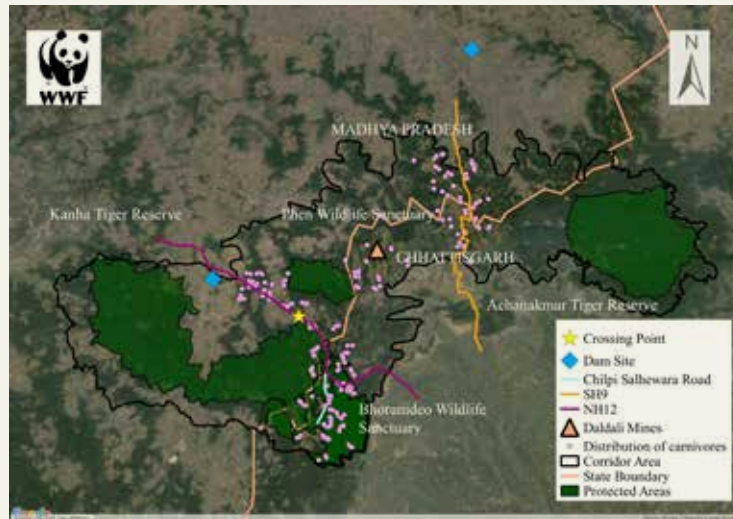 WWF
N
MADHYA PRADESH
Kanha Tiger Reserve
Phen Wildlife Sanctuary
CHHATTISGARH
Achanakmar Tiger Reserve
Bhoramdeo Wildlife
Sanctuary
Crossing Point
Dam Site
Chilpi Salhewara Road
SH9
NH12
Daldali Mines
Distribution of carnivores
Corridor Area
State Boundary
Protected Areas
Google